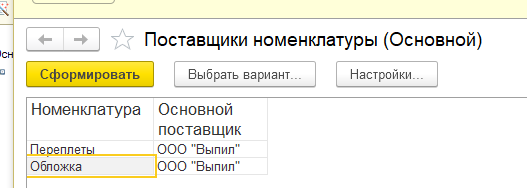 Поставщики номенклатуры (Основной)
Сформировать Выбрать вариант... Настройки...
Номенклатура Основной
поставщик
Переплеты ООО "Выпил"
Обложка ООО "Выпил"